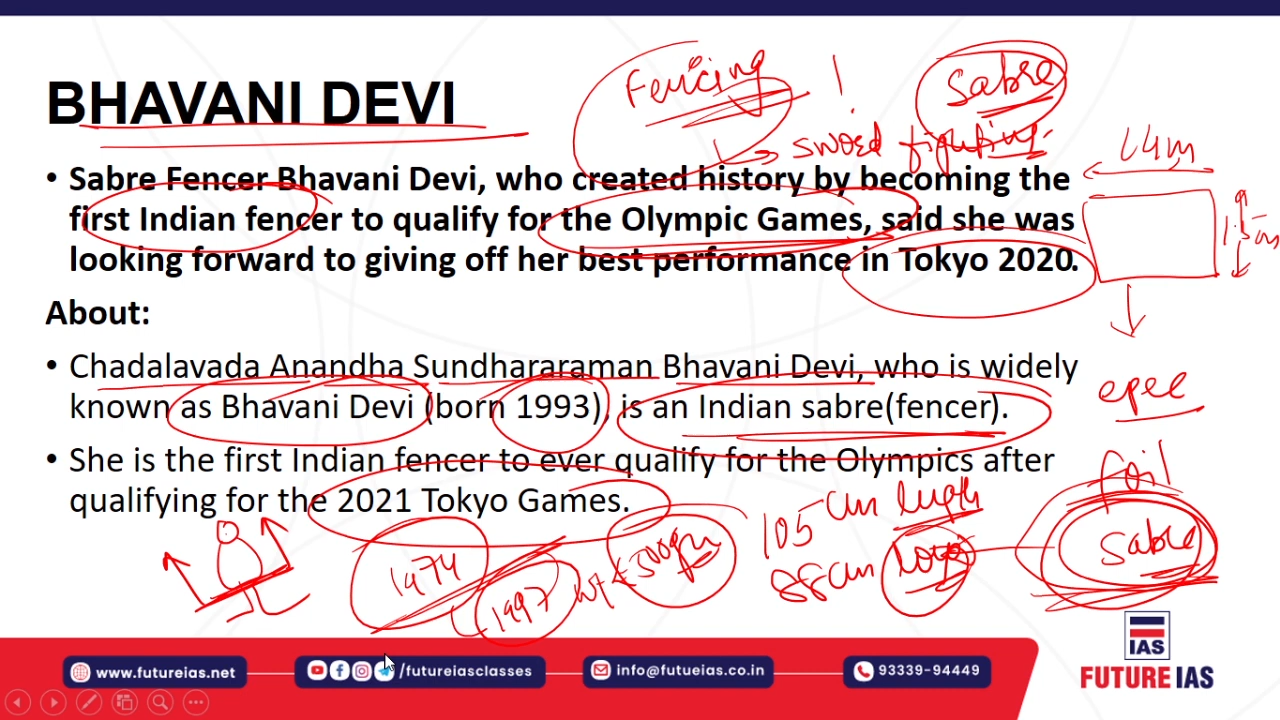 BHAVANI DEVI
Fencing !
Sabre
sword fighting
14m
1.5m
• Sabre Fencer Bhavani Devi, who created history by becoming the
first Indian fencer to qualify for the Olympic Games, said she was
looking forward to giving off her best performance in Tokyo 2020.
About:
• Chadalavada Anandha Sundhararaman Bhavani Devi, who is widely
known as Bhavani Devi (born 1993), is an Indian sabre(fencer).
epee
• She is the first Indian fencer to ever qualify for the Olympics after
qualifying for the 2021 Tokyo Games.
foil
Sabre
105 cm
88 cm
1974
1997
wt < 500gm
IAS
FUTURE IAS
www.futureias.net
/futureiasclasses
info@futueias.co.in
93339-94449